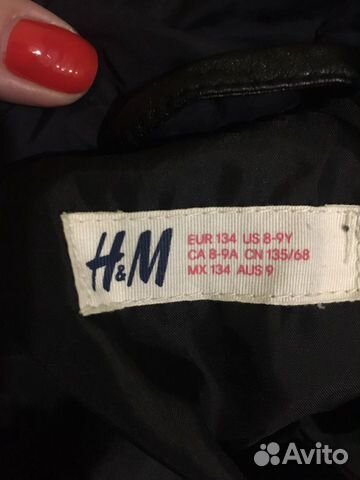 H&M
EUR 134 US 8-9Y
CA 8-9A CN 135/68
MX 134 AUS 9
Avito